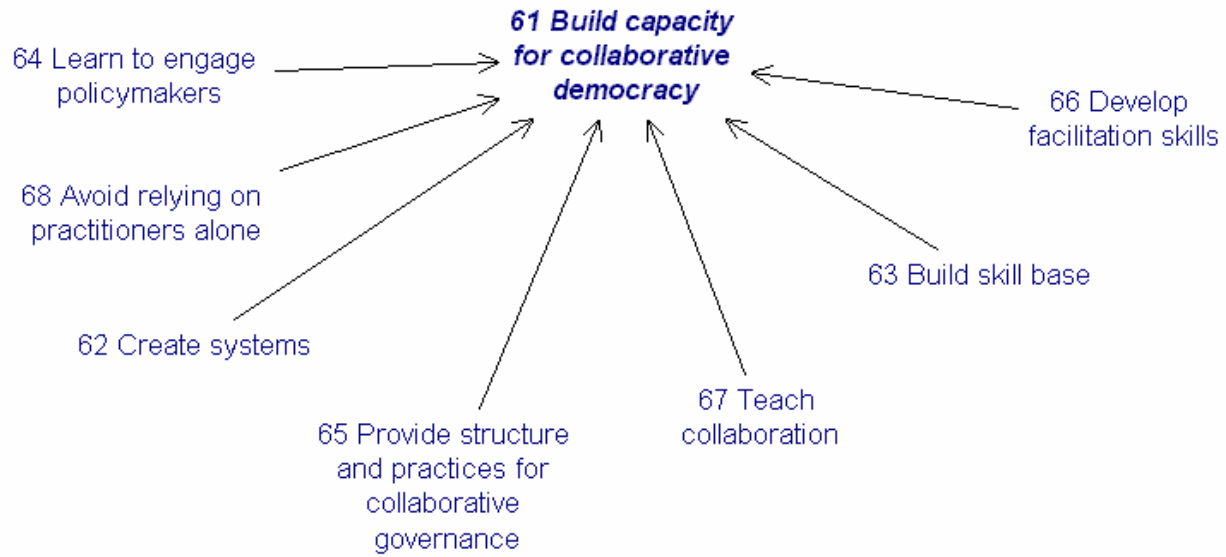 61 Build capacity
for collaborative
democracy
64 Learn to engage
policymakers
66 Develop
facilitation skills
68 Avoid relying on
practitioners alone
63 Build skill base
62 Create systems
67 Teach
collaboration
65 Provide structure
and practices for
collaborative
governance